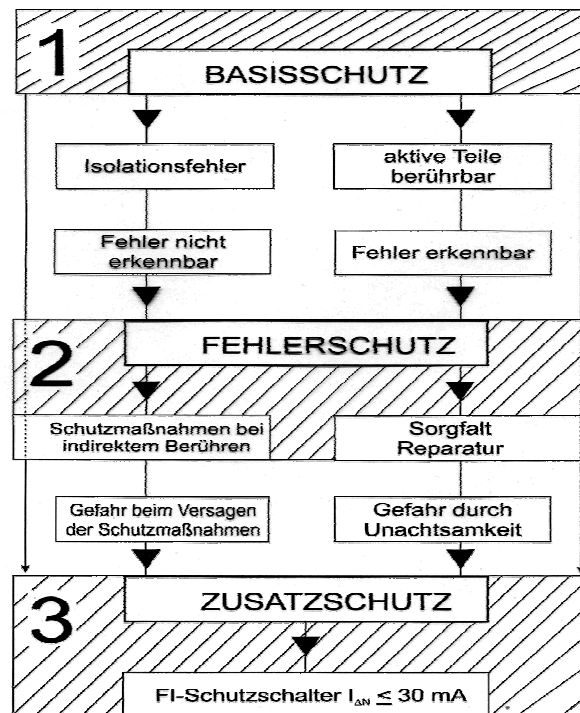 1
BASISSCHUTZ
Isolationsfehler
aktive Teile
berührbar
Fehler nicht
erkennbar
Fehler erkennbar
2
FEHLERSCHUTZ
Schutzmaßnahmen bei
indirektem Berühren
Sorgfalt
Reparatur
Gefahr beim Versagen
der Schutzmaßnahmen
Gefahr durch
Unachtsamkeit
3
ZUSATZSCHUTZ
FI-Schutzschalter I∆N ≤ 30 mA